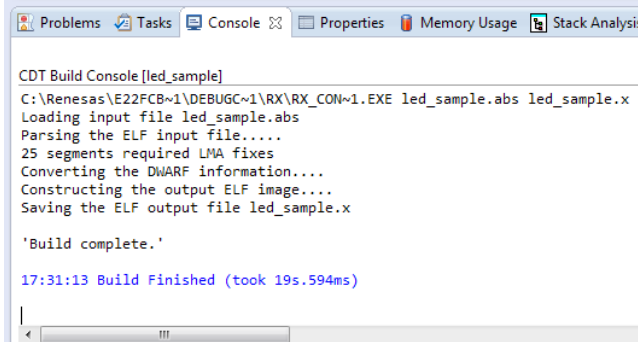 Problems Tasks Console Properties Memory Usage Stack Analysis
CDT Build Console [led_sample]
C:\Renesas\E22FCB~1\DEBUGC~1\RX\RX_CON~1.EXE led_sample.abs led_sample.x
Loading input file led_sample.abs
Parsing the ELF input file.....
25 segments required LMA fixes
Converting the DWARF information....
Constructing the output ELF image....
Saving the ELF output file led_sample.x
'Build complete.'
17:31:13 Build Finished (took 19s.594ms)